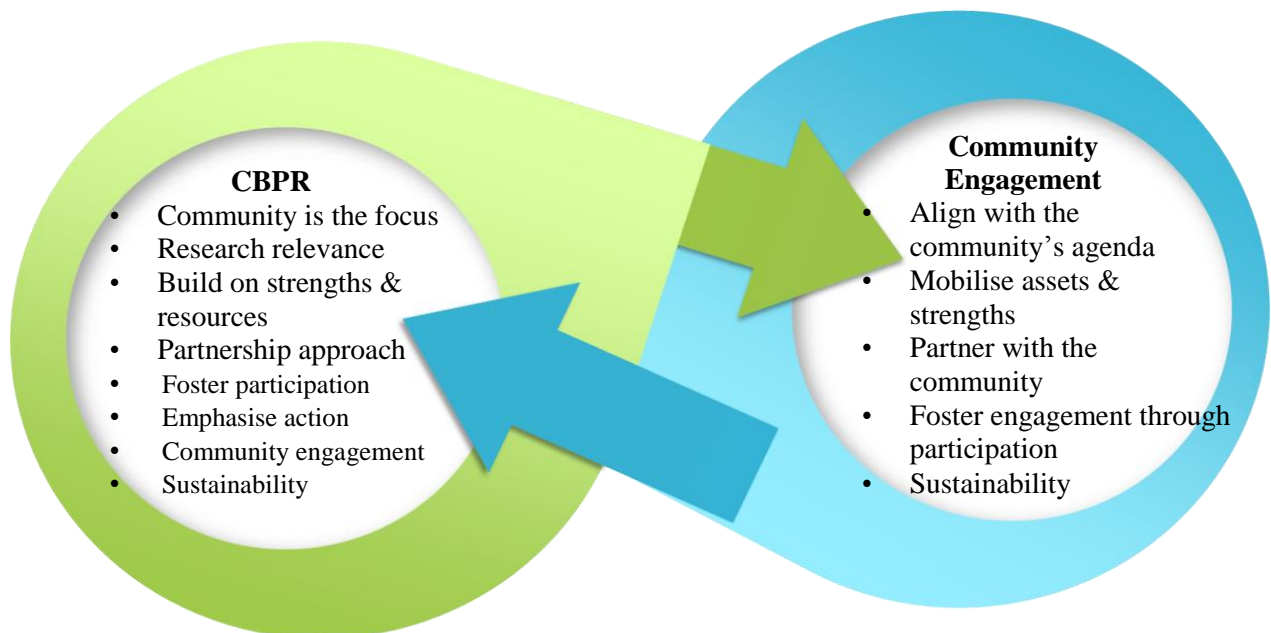 CBPR
• Community is the focus
• Research relevance
• Build on strengths &
resources
• Partnership approach
• Foster participation
• Emphasise action
• Community engagement
• Sustainability
Community
Engagement
• Align with the
community’s agenda
• Mobilise assets &
strengths
• Partner with the
community
• Foster engagement through
participation
• Sustainability